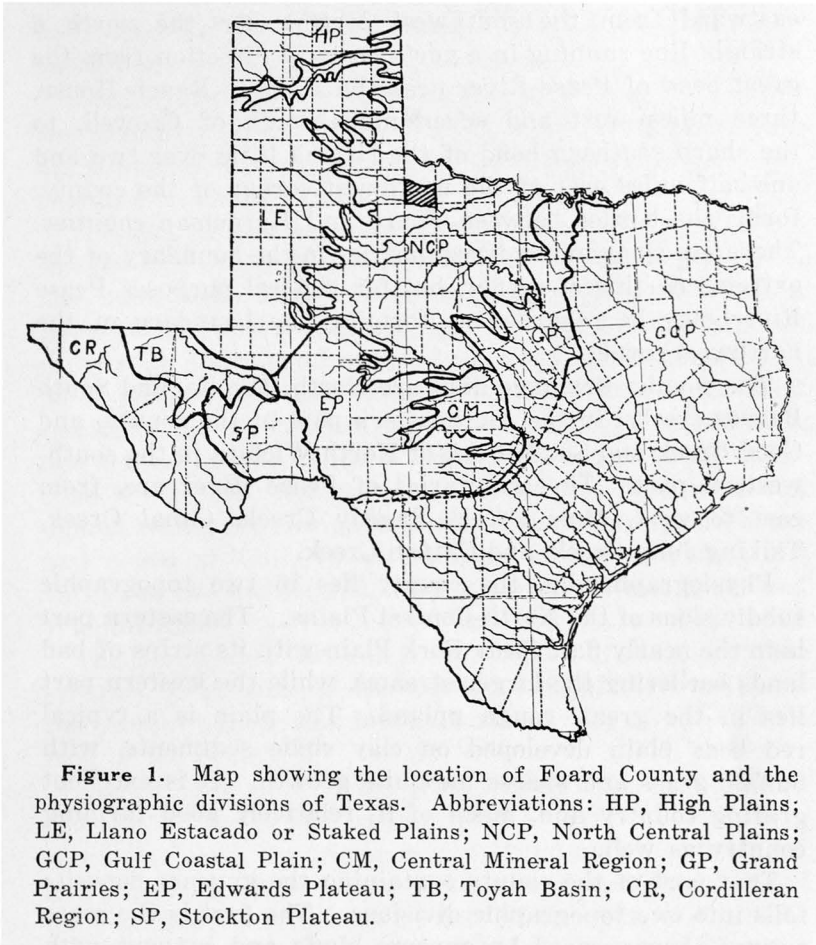 HP
LE
NCP
GP
GCP
CR
TB
EP
CM
SP
Figure 1. Map showing the location of Foard County and the
physiographic divisions of Texas. Abbreviations: HP, High Plains;
LE, Llano Estacado or Staked Plains; NCP, North Central Plains;
GCP, Gulf Coastal Plain; CM, Central Mineral Region; GP, Grand
Prairies; EP, Edwards Plateau; TB, Toyah Basin; CR, Cordilleran
Region; SP, Stockton Plateau.